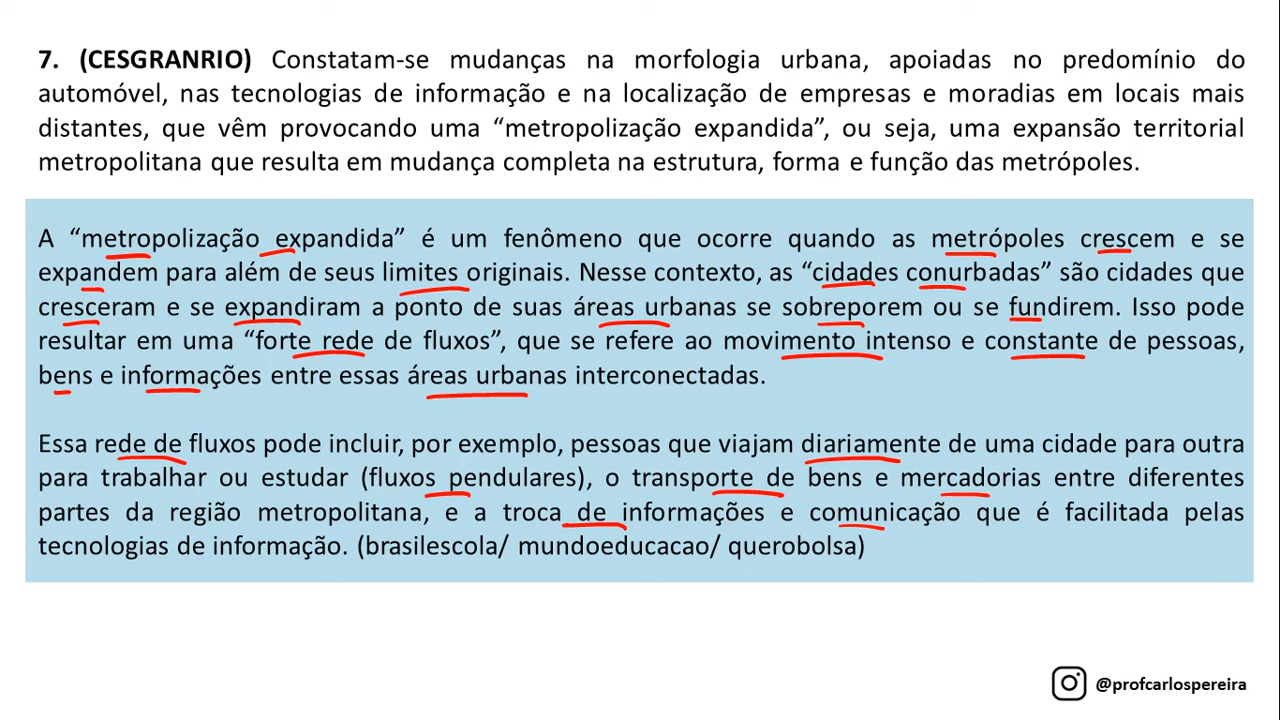 7. (CESGRANRIO) Constatam-se mudanças na morfologia urbana, apoiadas no predomínio do
automóvel, nas tecnologias de informação e na localização de empresas e moradias em locais mais
distantes, que vêm provocando uma “metropolização expandida”, ou seja, uma expansão territorial
metropolitana que resulta em mudança completa na estrutura, forma e função das metrópoles.
A “metropolização expandida” é um fenômeno que ocorre quando as metrópoles crescem e se
expandem para além de seus limites originais. Nesse contexto, as “cidades conurbadas” são cidades que
cresceram e se expandiram a ponto de suas áreas urbanas se sobreporem ou se fundirem. Isso pode
resultar em uma “forte rede de fluxos”, que se refere ao movimento intenso e constante de pessoas,
bens e informações entre essas áreas urbanas interconectadas.
Essa rede de fluxos pode incluir, por exemplo, pessoas que viajam diariamente de uma cidade para outra
para trabalhar ou estudar (fluxos pendulares), o transporte de bens e mercadorias entre diferentes
partes da região metropolitana, e a troca de informações e comunicação que é facilitada pelas
tecnologias de informação. (brasilescola/ mundoeducacao/ querobolsa)
@profcarlospereira